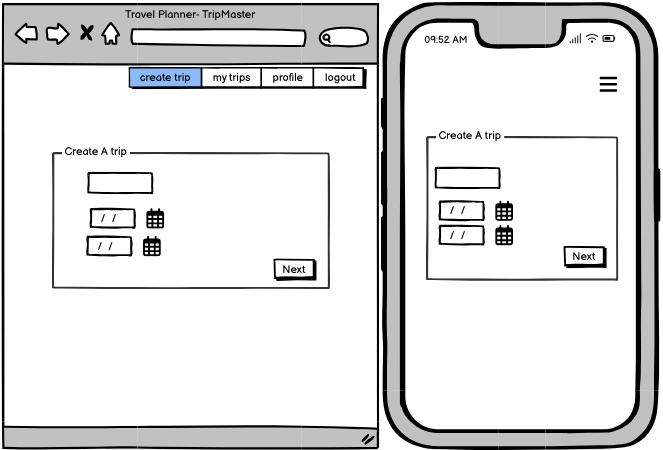 Travel Planner- TripMaster
create trip
my trips
profile
logout
Create A trip
/ /
/ /
Next
09:52 AM
Create A trip
/ /
/ /
Next